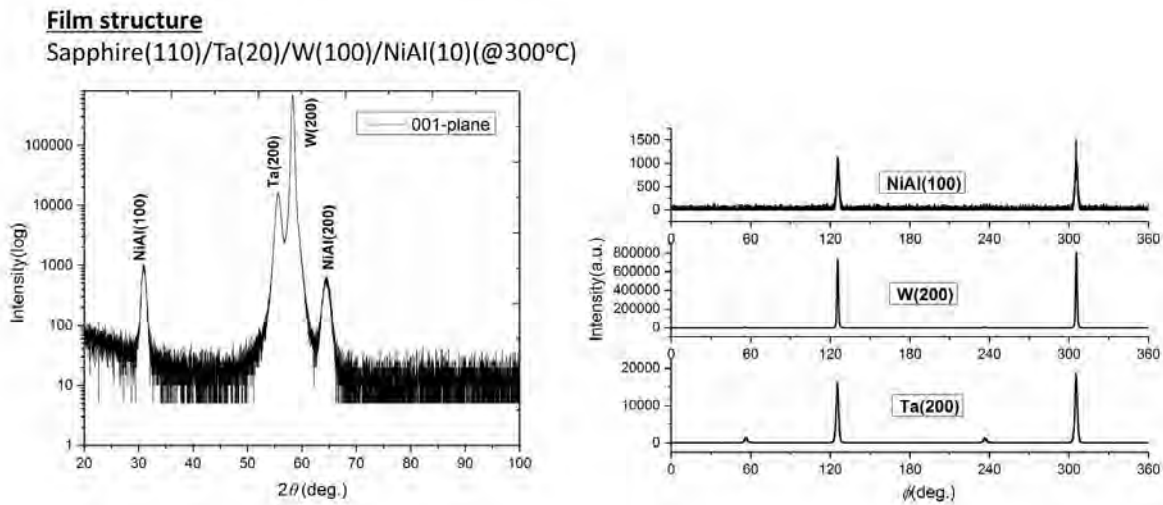 Film structure
Sapphire(110)/Ta(20)/W(100)/NiAl(10)(@300°C)
001-plane
NiAl(100)
Ta(200)
W(200)
NiAl(200)
Intensity(log)
100000
10000
1000
100
10
1
20 30 40 50 60 70 80 90 100
2θ (deg.)
Intensity(a.u.)
1500
1000
500
0
NiAl(100)
0 60 120 180 240 300 360
800000
600000
400000
200000
0
W(200)
0 60 120 180 240 300 360
20000
10000
0
Ta(200)
0 60 120 180 240 300 360
ϕ(deg.)